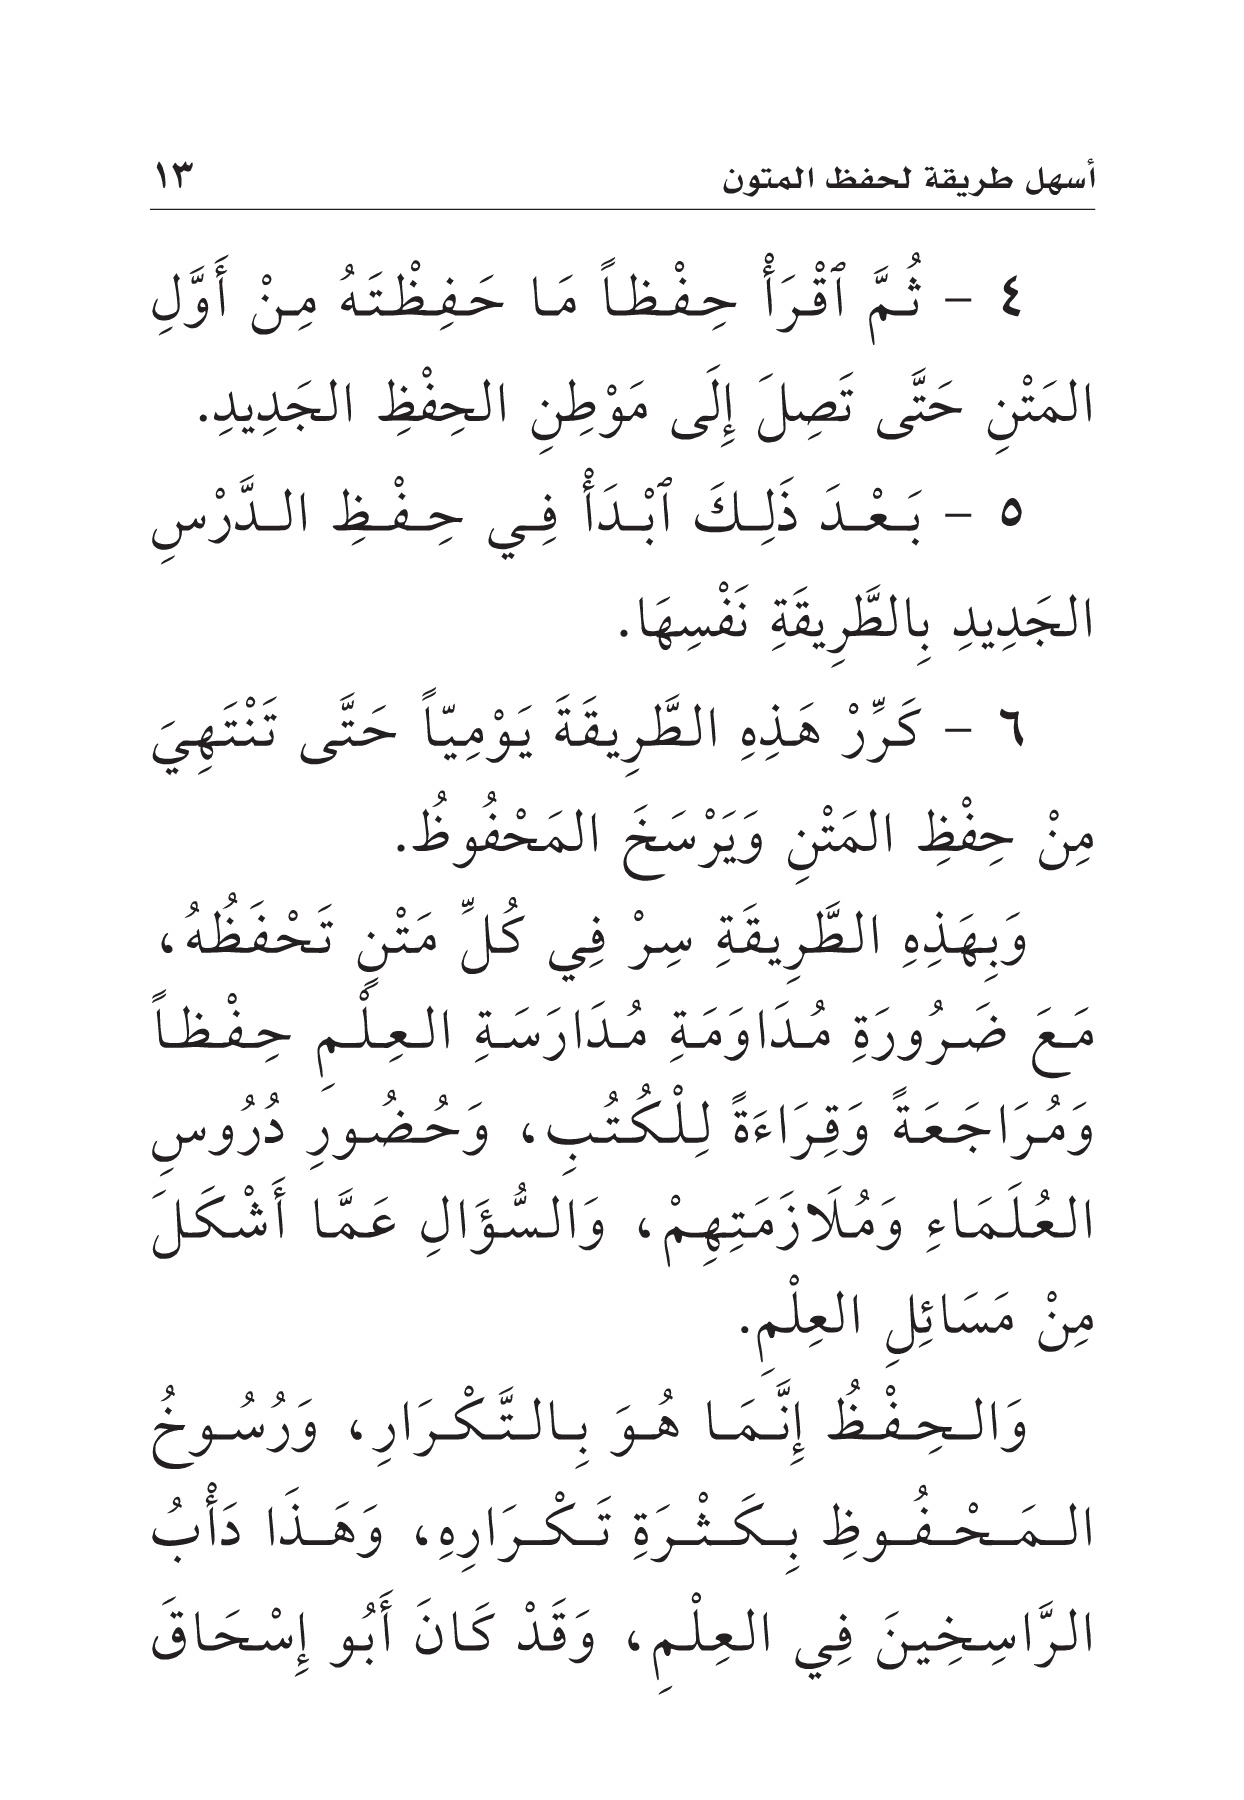 أسهل طريقة لحفظ المتون ١٣
٤ - ثُمَّ ٱقْرَأْ حِفْظاً مَا حَفِظْتَهُ مِنْ أَوَّلِ
المَتْنِ حَتَّى تَصِلَ إِلَى مَوْطِنِ الحِفْظِ الجَدِيدِ.
٥ - بَعْدَ ذَلِكَ ٱبْدَأْ فِي حِفْظِ الدَّرْسِ
الجَدِيدِ بِالطَّرِيقَةِ نَفْسِهَا.
٦ - كَرِّرْ هَذِهِ الطَّرِيقَةَ يَوْمِيّاً حَتَّى تَنْتَهِيَ
مِنْ حِفْظِ المَتْنِ وَيَرْسَخَ المَحْفُوظُ.
وَبِهَذِهِ الطَّرِيقَةِ سِرْ فِي كُلِّ مَتْنٍ تَحْفَظُهُ،
مَعَ ضَرُورَةِ مُدَاوَمَةِ مُدَارَسَةِ العِلْمِ حِفْظاً
وَمُرَاجَعَةً وَقِرَاءَةً لِلْكُتُبِ، وَحُضُورِ دُرُوسِ
العُلَمَاءِ وَمُلَازَمَتِهِمْ، وَالسُّؤَالِ عَمَّا أَشْكَلَ
مِنْ مَسَائِلِ العِلْمِ.
وَالحِفْظُ إِنَّمَا هُوَ بِالتَّكْرَارِ، وَرُسُوخُ
المَحْفُوظِ بِكَثْرَةِ تَكْرَارِهِ، وَهَذَا دَأْبُ
الرَّاسِخِينَ فِي العِلْمِ، وَقَدْ كَانَ أَبُو إِسْحَاقَ